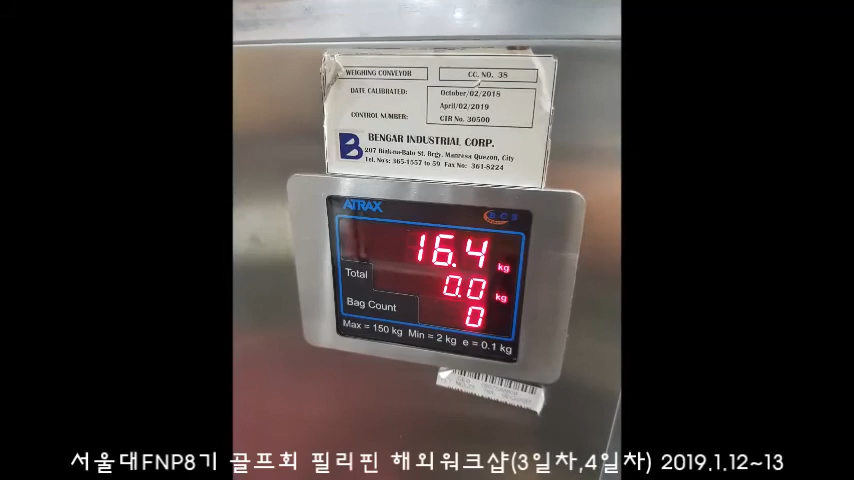 WEIGHING CONVEYOR
CC. NO. 38
DATE CALIBRATED:
October/02/2018
April/02/2019
CONTROL NUMBER:
CTR No. 30500
BENGAR INDUSTRIAL CORP.
207 Biak-na-Bato St. Brgy. Manresa Quezon, City
Tel. No's: 365-1557 to 59 Fax No: 361-8224
ATRAX
BCS
16.4 kg
Total 0.0 kg
Bag Count 0
Max = 150 kg Min = 2 kg e = 0.1 kg
서울대FNP8기 골프회 필리핀 해외워크샵(3일차,4일차) 2019.1.12~13